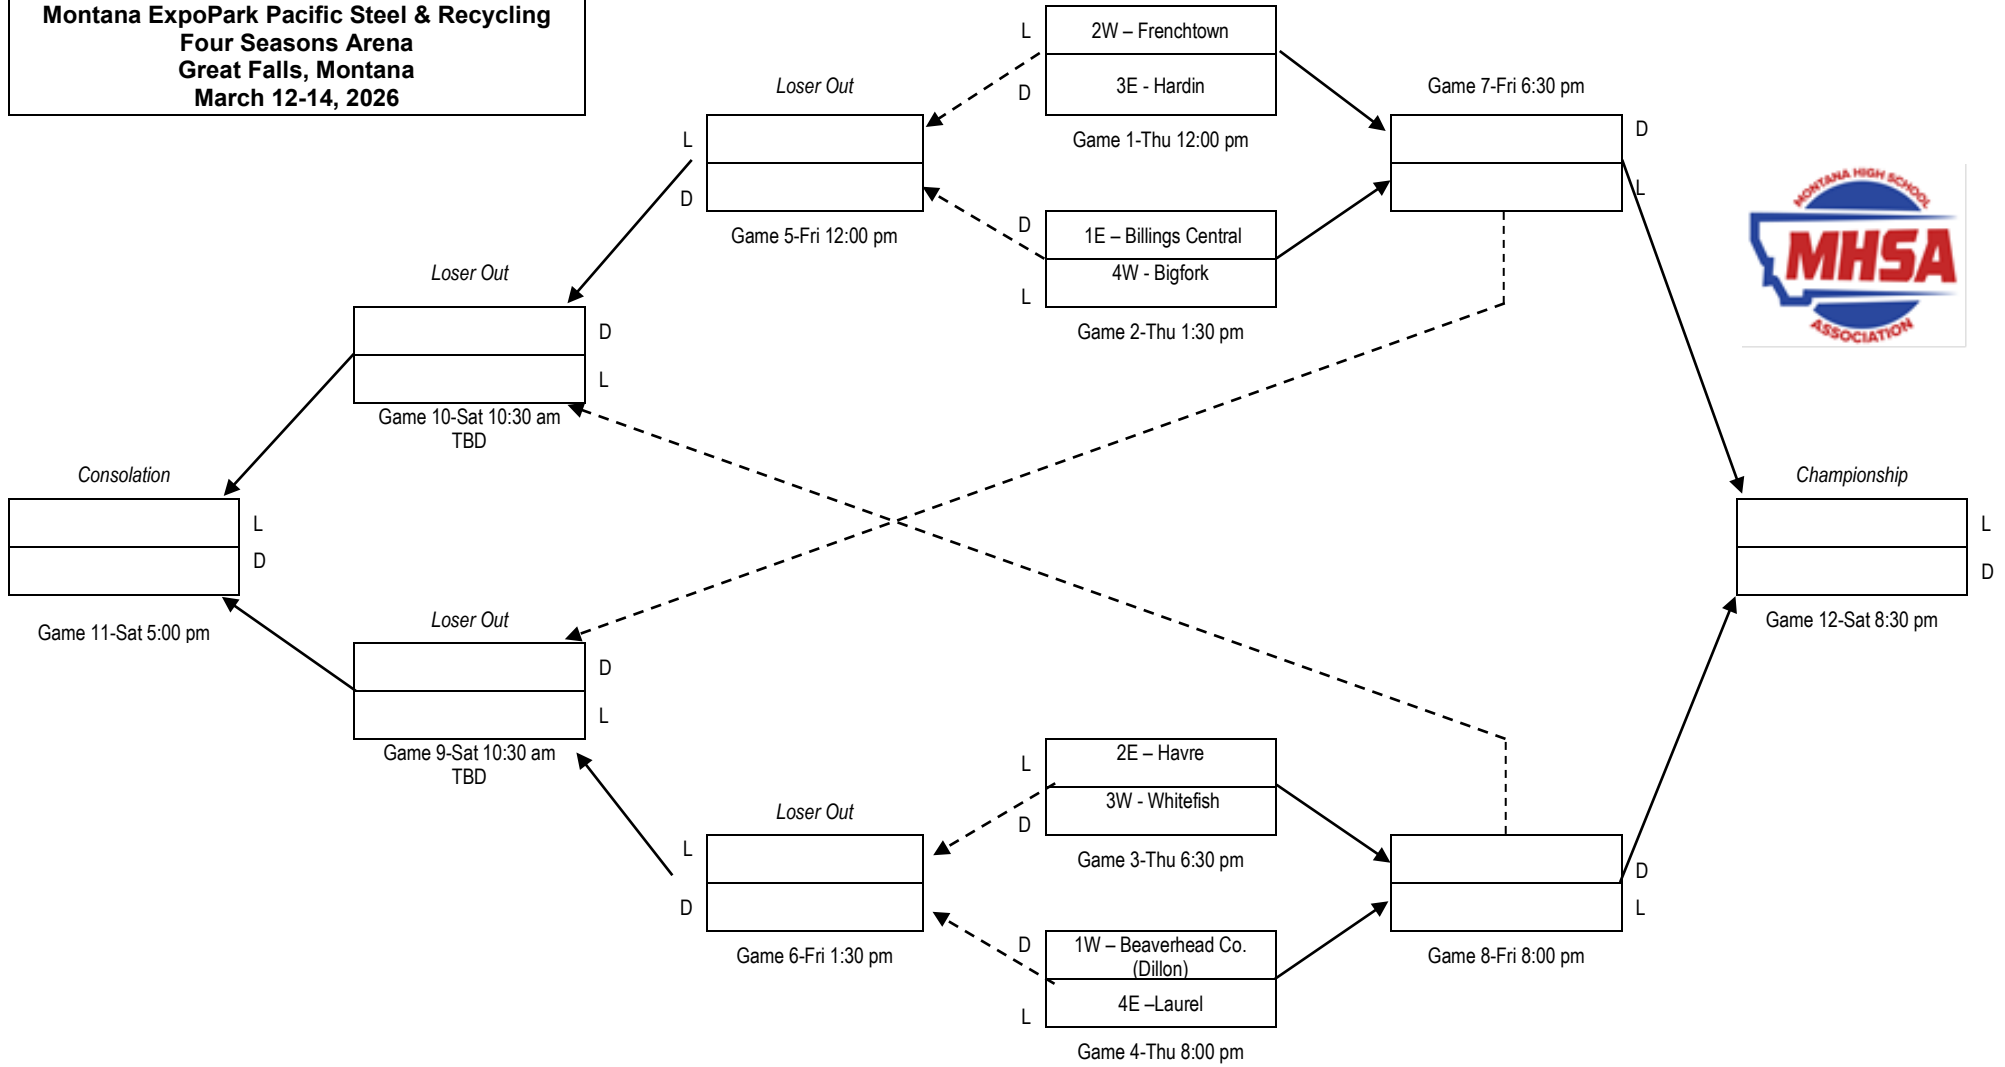 Montana ExpoPark Pacific Steel & Recycling
Four Seasons Arena
Great Falls, Montana
March 12-14, 2026
L
2W – Frenchtown
D
3E - Hardin
Game 1-Thu 12:00 pm
Loser Out
L
D
Game 5-Fri 12:00 pm
Game 7-Fri 6:30 pm
D
L
D
1E – Billings Central
4W - Bigfork
L
Game 2-Thu 1:30 pm
MONTANA HIGH SCHOOL
MHSA
ASSOCIATION
Loser Out
D
L
Game 10-Sat 10:30 am
TBD
Consolation
L
D
Game 11-Sat 5:00 pm
Championship
L
D
Game 12-Sat 8:30 pm
Loser Out
D
L
Game 9-Sat 10:30 am
TBD
L
2E – Havre
3W - Whitefish
D
Game 3-Thu 6:30 pm
Loser Out
L
D
Game 6-Fri 1:30 pm
D
L
Game 8-Fri 8:00 pm
D
1W – Beaverhead Co.
(Dillon)
4E –Laurel
L
Game 4-Thu 8:00 pm